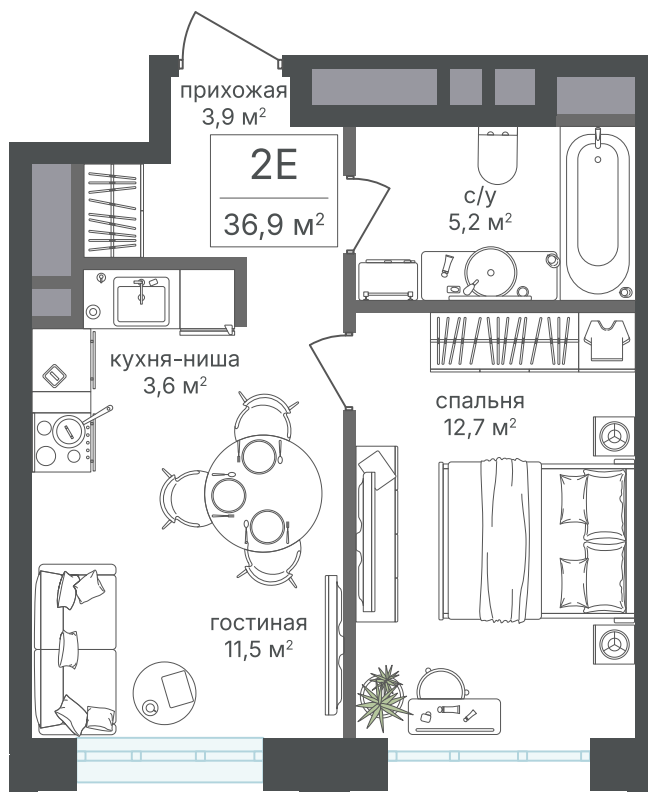 прихожая
3,9 м²
2Е
36,9 м²
с/у
5,2 м²
кухня-ниша
3,6 м²
спальня
12,7 м²
гостиная
11,5 м²